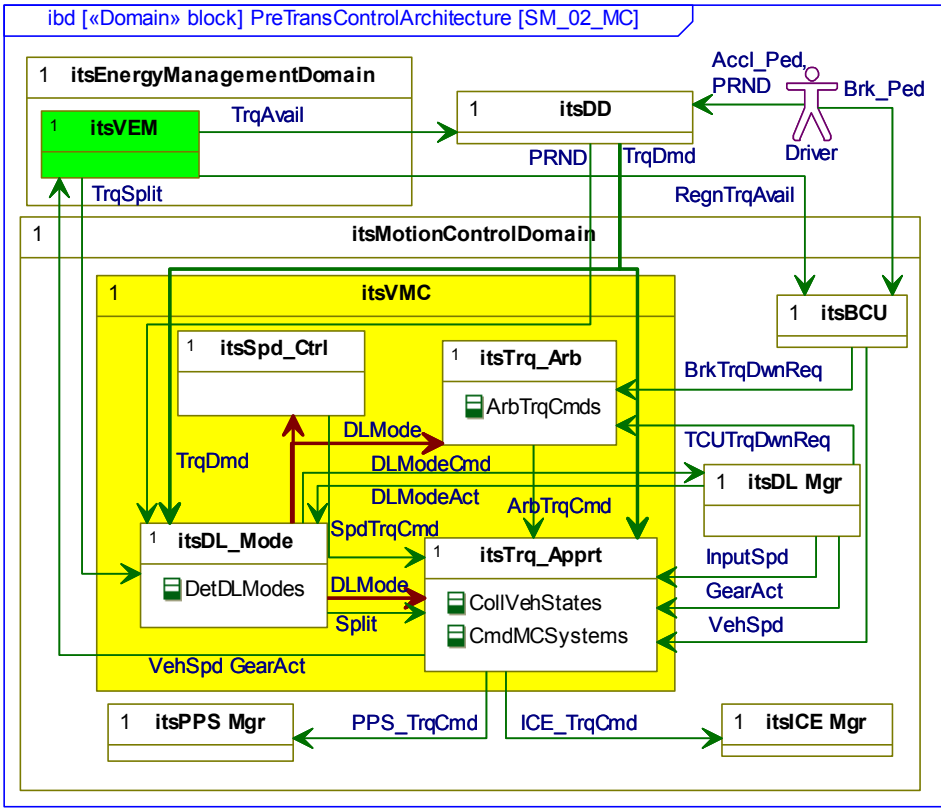 ibd [«Domain» block] PreTransControlArchitecture [SM_02_MC]
1 itsEnergyManagementDomain
1 itsVEM
TrqAvail
1 itsDD
Accl_Ped,
PRND
Brk_Ped
Driver
PRND
TrqDmd
TrqSplit
RegnTrqAvail
1 itsMotionControlDomain
1 itsVMC
1 itsBCU
1 itsSpd_Ctrl
1 itsTrq_Arb
ArbTrqCmds
BrkTrqDwnReq
DLMode
TCUTrqDwnReq
TrqDmd
DLModeCmd
1 itsDL Mgr
DLModeAct
ArbTrqCmd
SpdTrqCmd
1 itsDL_Mode
DetDLModes
1 itsTrq_Apprt
CollVehStates
CmdMCSystems
InputSpd
DLMode
GearAct
Split
VehSpd
VehSpd GearAct
1 itsPPS Mgr
PPS_TrqCmd
ICE_TrqCmd
1 itsICE Mgr